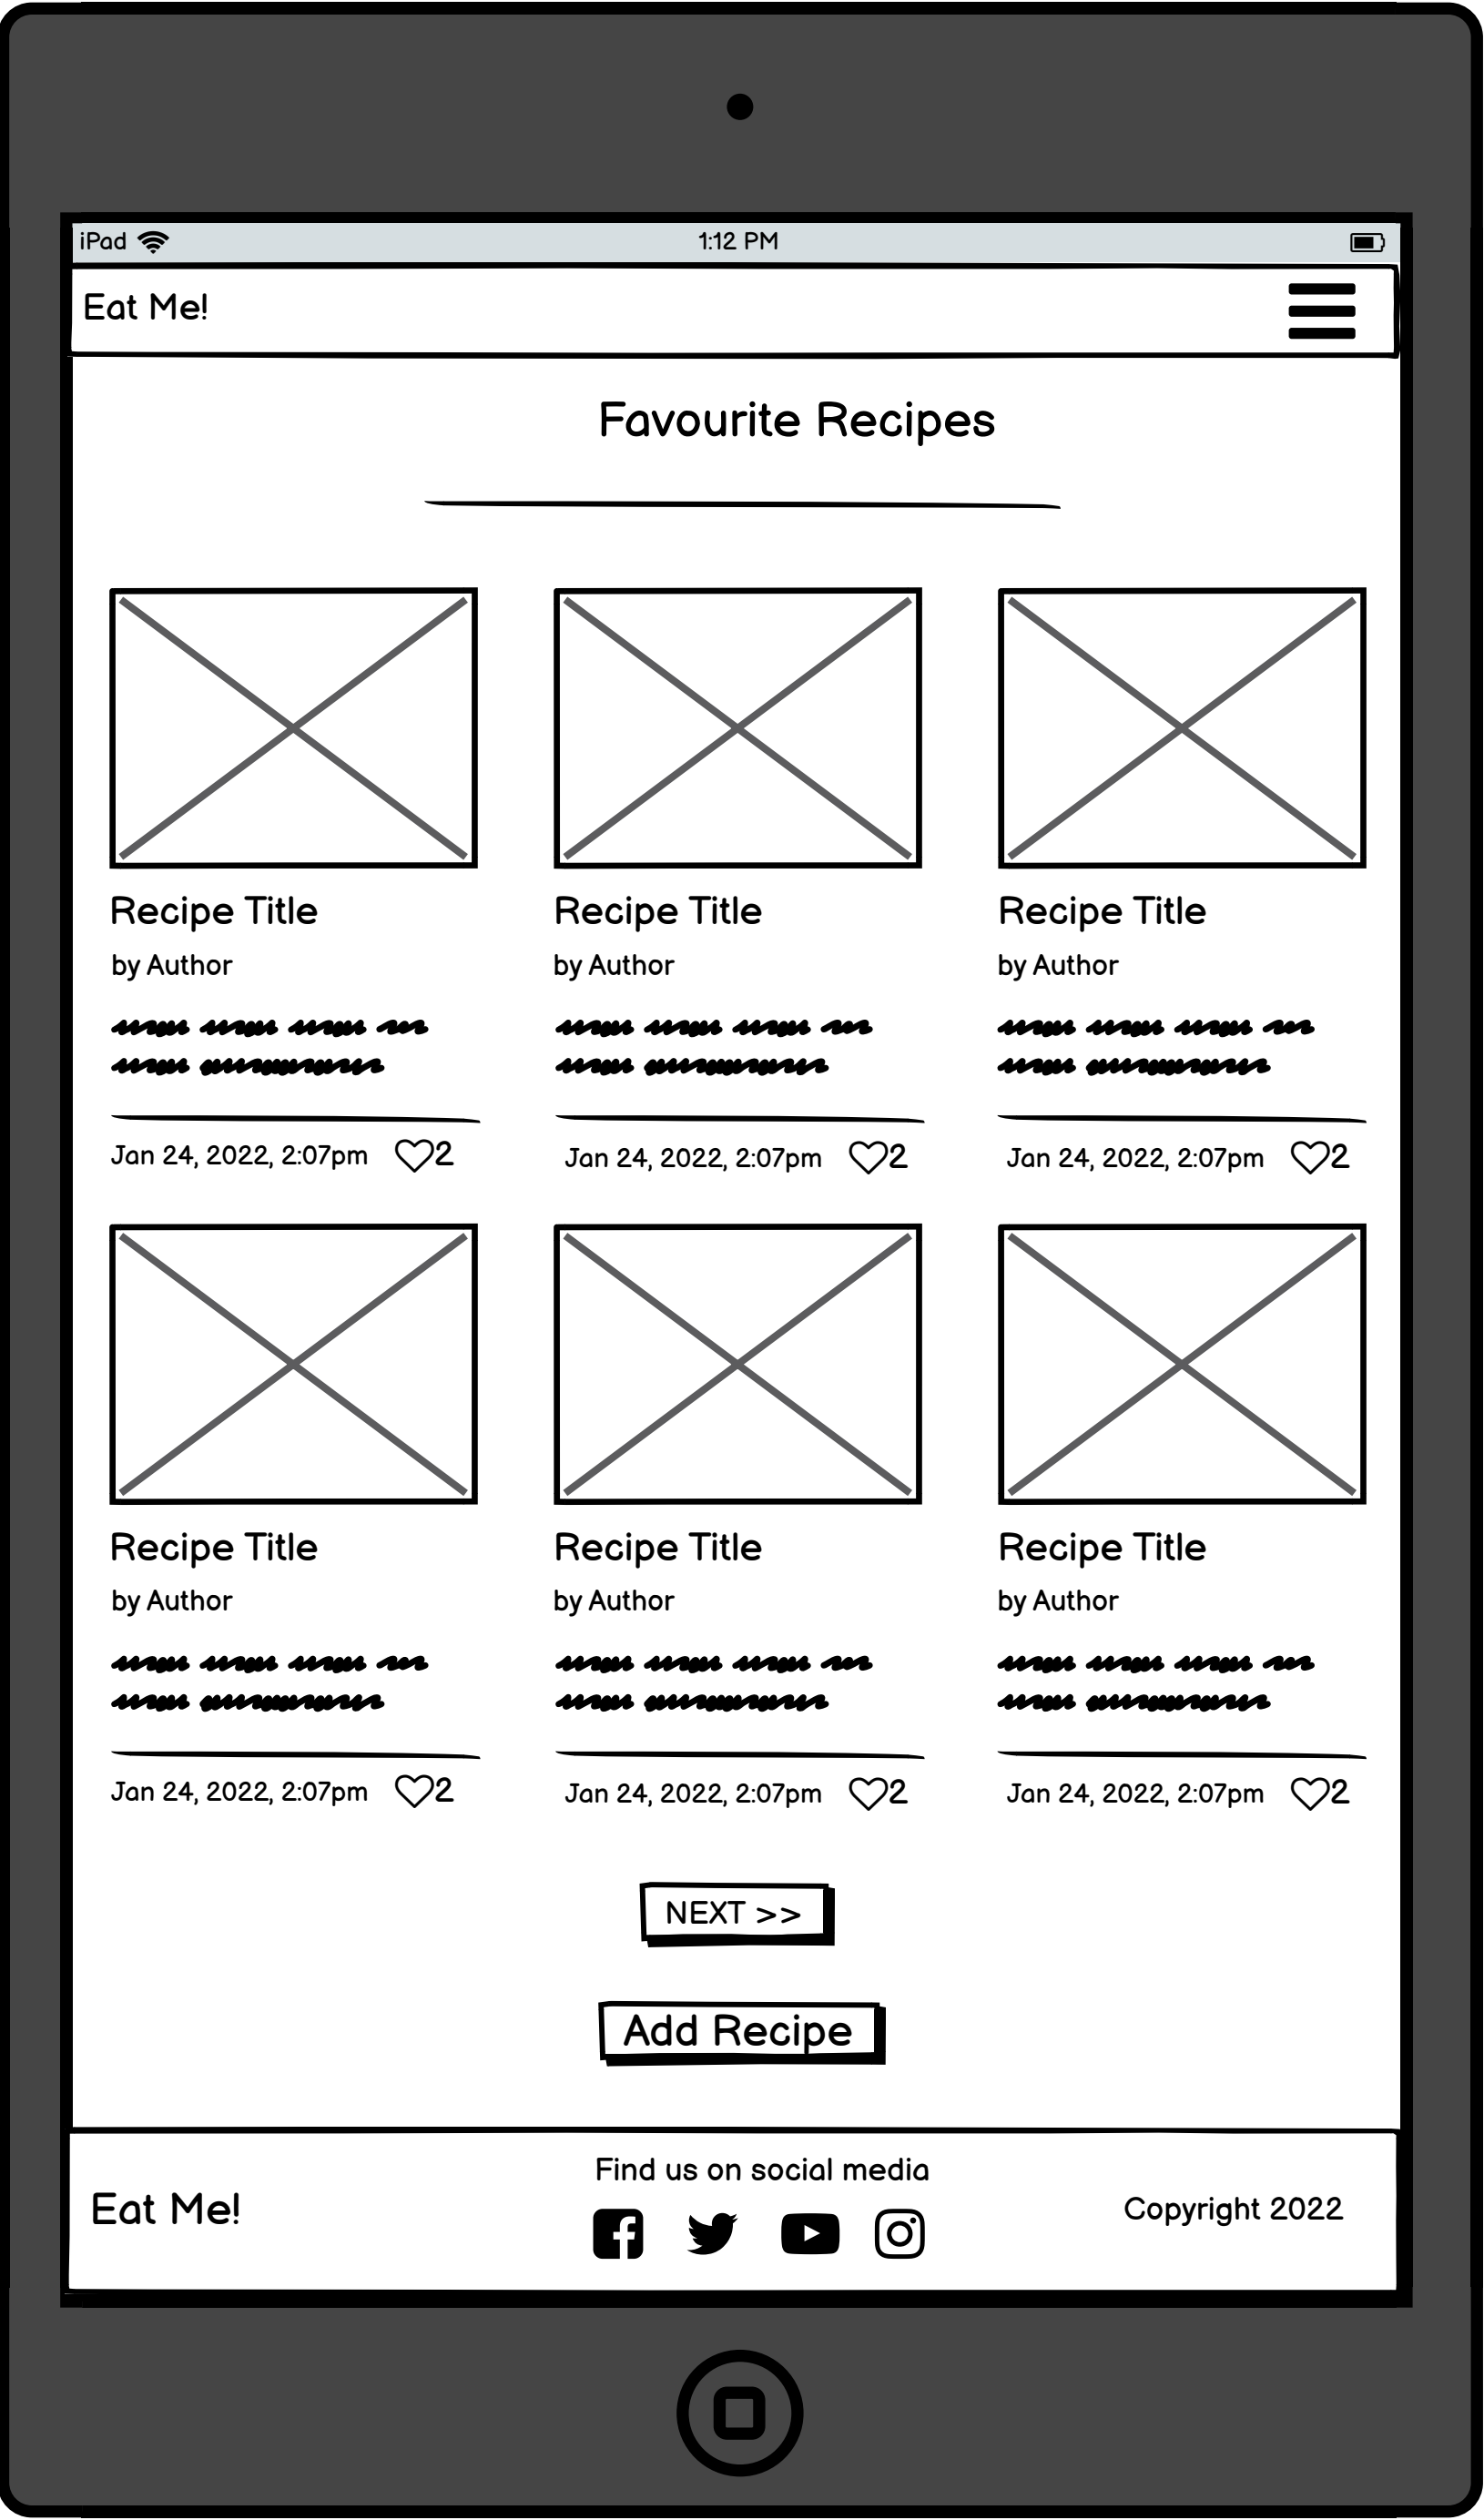 iPad 1:12 PM
Eat Me!
Favourite Recipes
Recipe Title Recipe Title Recipe Title
by Author by Author by Author
Jan 24, 2022, 2:07pm 2 Jan 24, 2022, 2:07pm 2 Jan 24, 2022, 2:07pm 2
Recipe Title Recipe Title Recipe Title
by Author by Author by Author
Jan 24, 2022, 2:07pm 2 Jan 24, 2022, 2:07pm 2 Jan 24, 2022, 2:07pm 2
NEXT >>
Add Recipe
Find us on social media
Eat Me! Copyright 2022